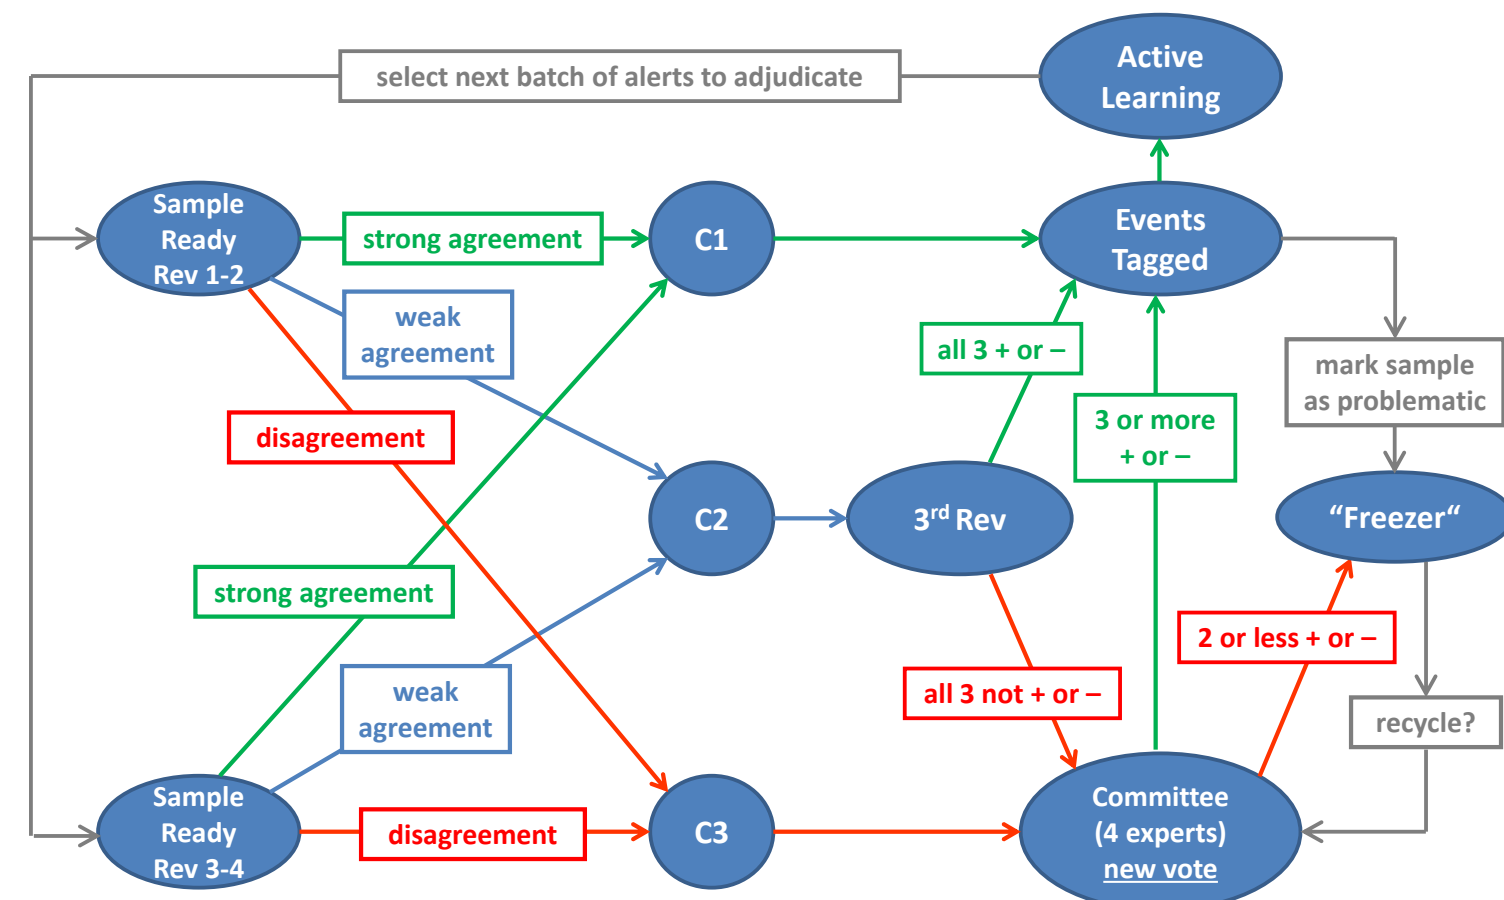 Active
Learning
select next batch of alerts to adjudicate
Sample
Ready
Rev 1-2
strong agreement
C1
Events
Tagged
weak
agreement
all 3 + or –
mark sample
as problematic
disagreement
3 or more
+ or –
C2
3rd Rev
“Freezer“
strong agreement
2 or less + or –
weak
agreement
all 3 not + or –
recycle?
Sample
Ready
Rev 3-4
disagreement
C3
Committee
(4 experts)
new vote